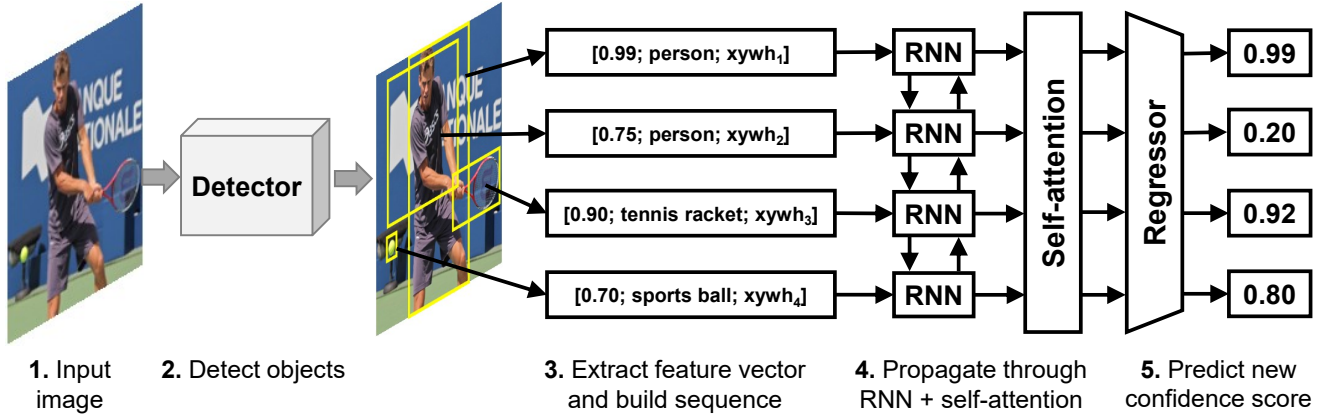 NQUE
TIONALE
NQUE
TIONALE
Detector
[0.99; person; xywh₁]
[0.75; person; xywh₂]
[0.90; tennis racket; xywh₃]
[0.70; sports ball; xywh₄]
RNN
RNN
RNN
RNN
Self-attention
Regressor
0.99
0.20
0.92
0.80
1. Input
image
2. Detect objects
3. Extract feature vector
and build sequence
4. Propagate through
RNN + self-attention
5. Predict new
confidence score